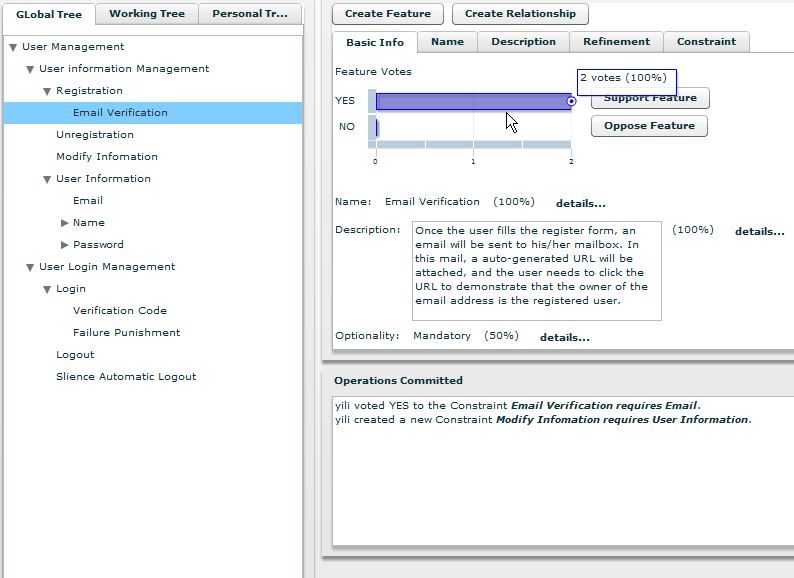 GLobal Tree
Working Tree
Personal Tr...
User Management
User information Management
Registration
Email Verification
Unregistration
Modify Infomation
User Information
Email
Name
Password
User Login Management
Login
Verification Code
Failure Punishment
Logout
Slience Automatic Logout
Create Feature
Create Relationship
Basic Info
Name
Description
Refinement
Constraint
Feature Votes
2 votes (100%)
YES
Support Feature
NO
Oppose Feature
0 1 2
Name: Email Verification (100%) details...
Description:
Once the user fills the register form, an
email will be sent to his/her mailbox. In
this mail, a auto-generated URL will be
attached, and the user needs to click the
URL to demonstrate that the owner of the
email address is the registered user.
(100%) details...
Optionality: Mandatory (50%) details...
Operations Committed
yili voted YES to the Constraint Email Verification requires Email.
yili created a new Constraint Modify Infomation requires User Information.